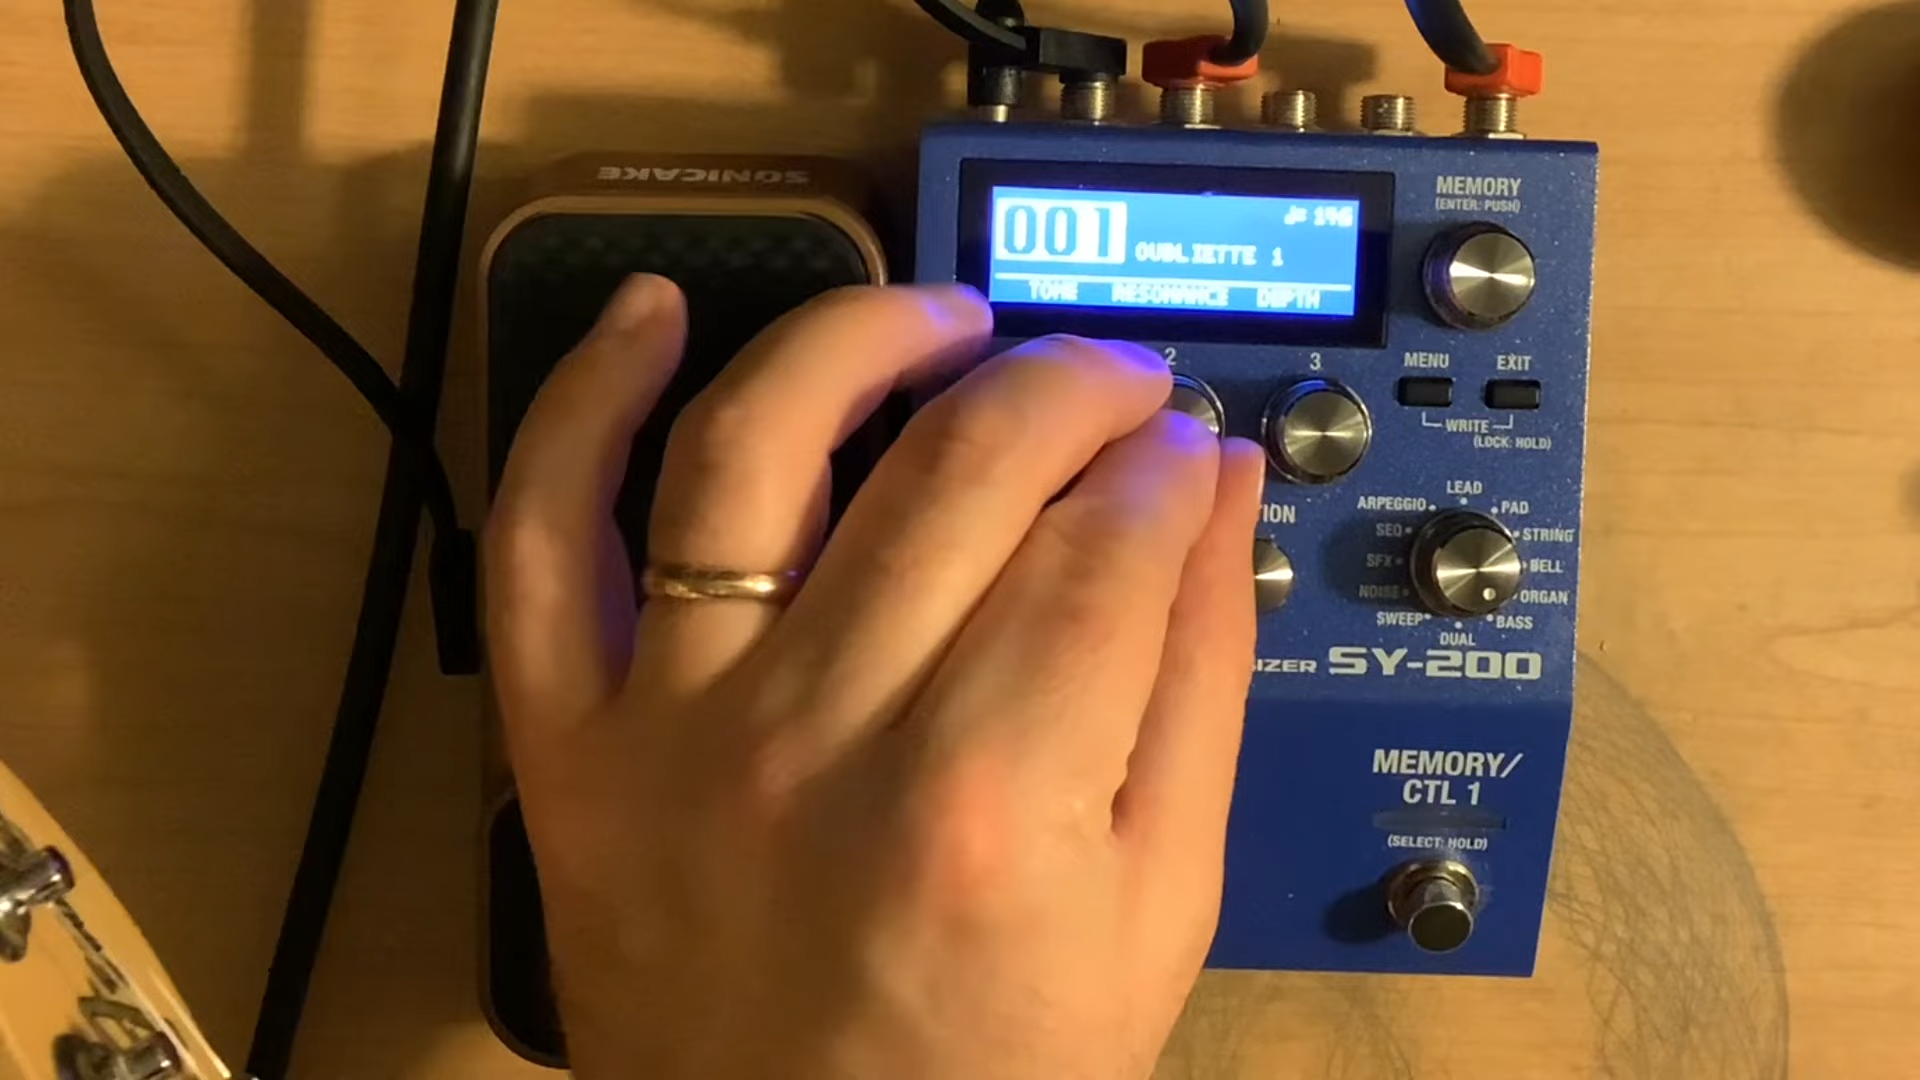 SONICAKE
MEMORY
(ENTER: PUSH)
001
OUBLIETTE 1
TONE RESONANCE DEPTH
2
3
MENU
EXIT
WRITE
(LOCK: HOLD)
LEAD
ARPEGGIO
PAD
SEQ
STRING
SFX
BELL
NOISE
ORGAN
SWEEP
BASS
DUAL
SY-200
MEMORY/
CTL 1
(SELECT: HOLD)